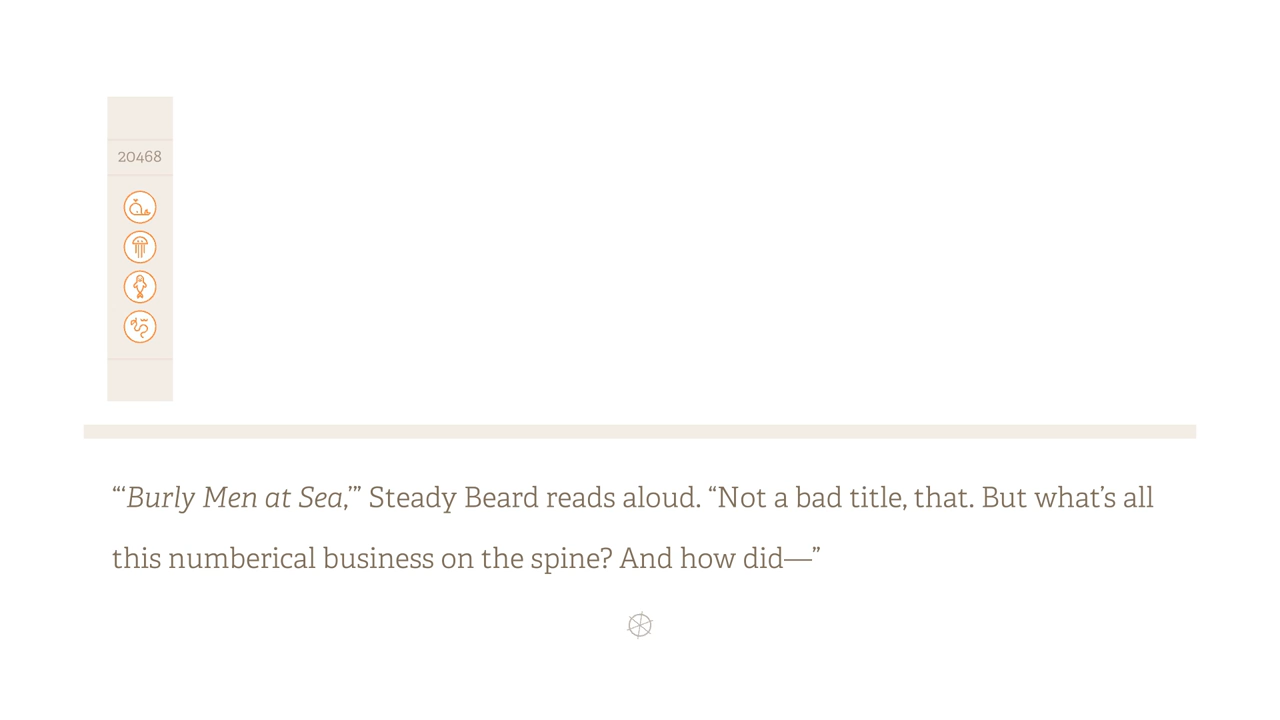 20468
“‘Burly Men at Sea,’” Steady Beard reads aloud. “Not a bad title, that. But what’s all
this numberical business on the spine? And how did—”